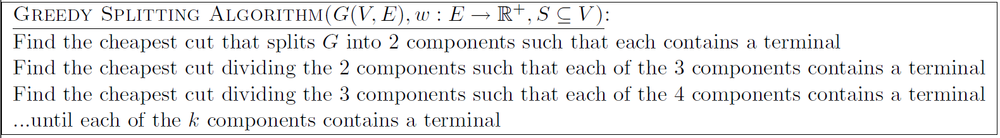 GREEDY SPLITTING ALGORITHM(G(V, E), w : E → ℝ⁺, S ⊆ V):
Find the cheapest cut that splits G into 2 components such that each contains a terminal
Find the cheapest cut dividing the 2 components such that each of the 3 components contains a terminal
Find the cheapest cut dividing the 3 components such that each of the 4 components contains a terminal
...until each of the k components contains a terminal